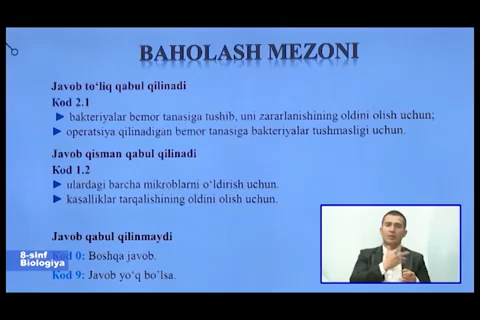 BAHOLASH MEZONI
Javob to‘liq qabul qilinadi
Kod 2.1
bakteriyalar bemor tanasiga tushib, uni zararlanishining oldini olish uchun;
operatsiya qilinadigan bemor tanasiga bakteriyalar tushmasligi uchun.
Javob qisman qabul qilinadi
Kod 1.2
ulardagi barcha mikroblarni o‘ldirish uchun.
kasalliklar tarqalishining oldini olish uchun.
Javob qabul qilinmaydi
Kod 0: Boshqa javob.
Kod 9: Javob yo‘q bo’lsa.
8-sinf
Biologiya